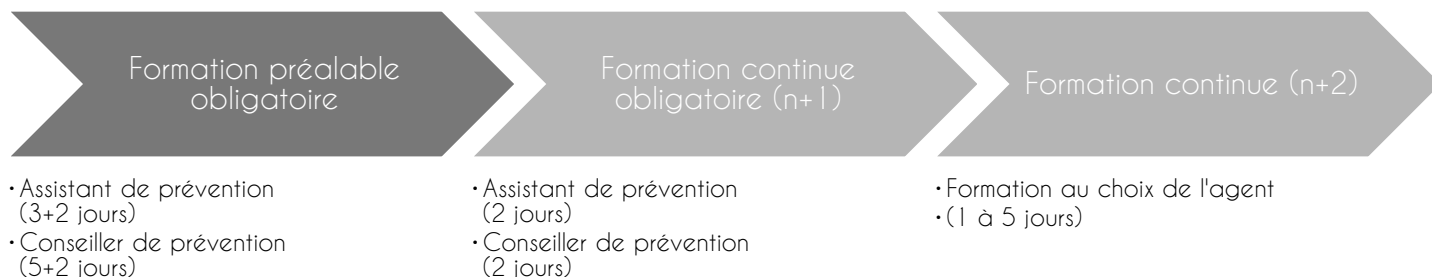 Formation préalable
obligatoire
Formation continue
obligatoire (n+1)
Formation continue (n+2)
• Assistant de prévention
(3+2 jours)
• Conseiller de prévention
(5+2 jours)
• Assistant de prévention
(2 jours)
• Conseiller de prévention
(2 jours)
• Formation au choix de l'agent
• (1 à 5 jours)